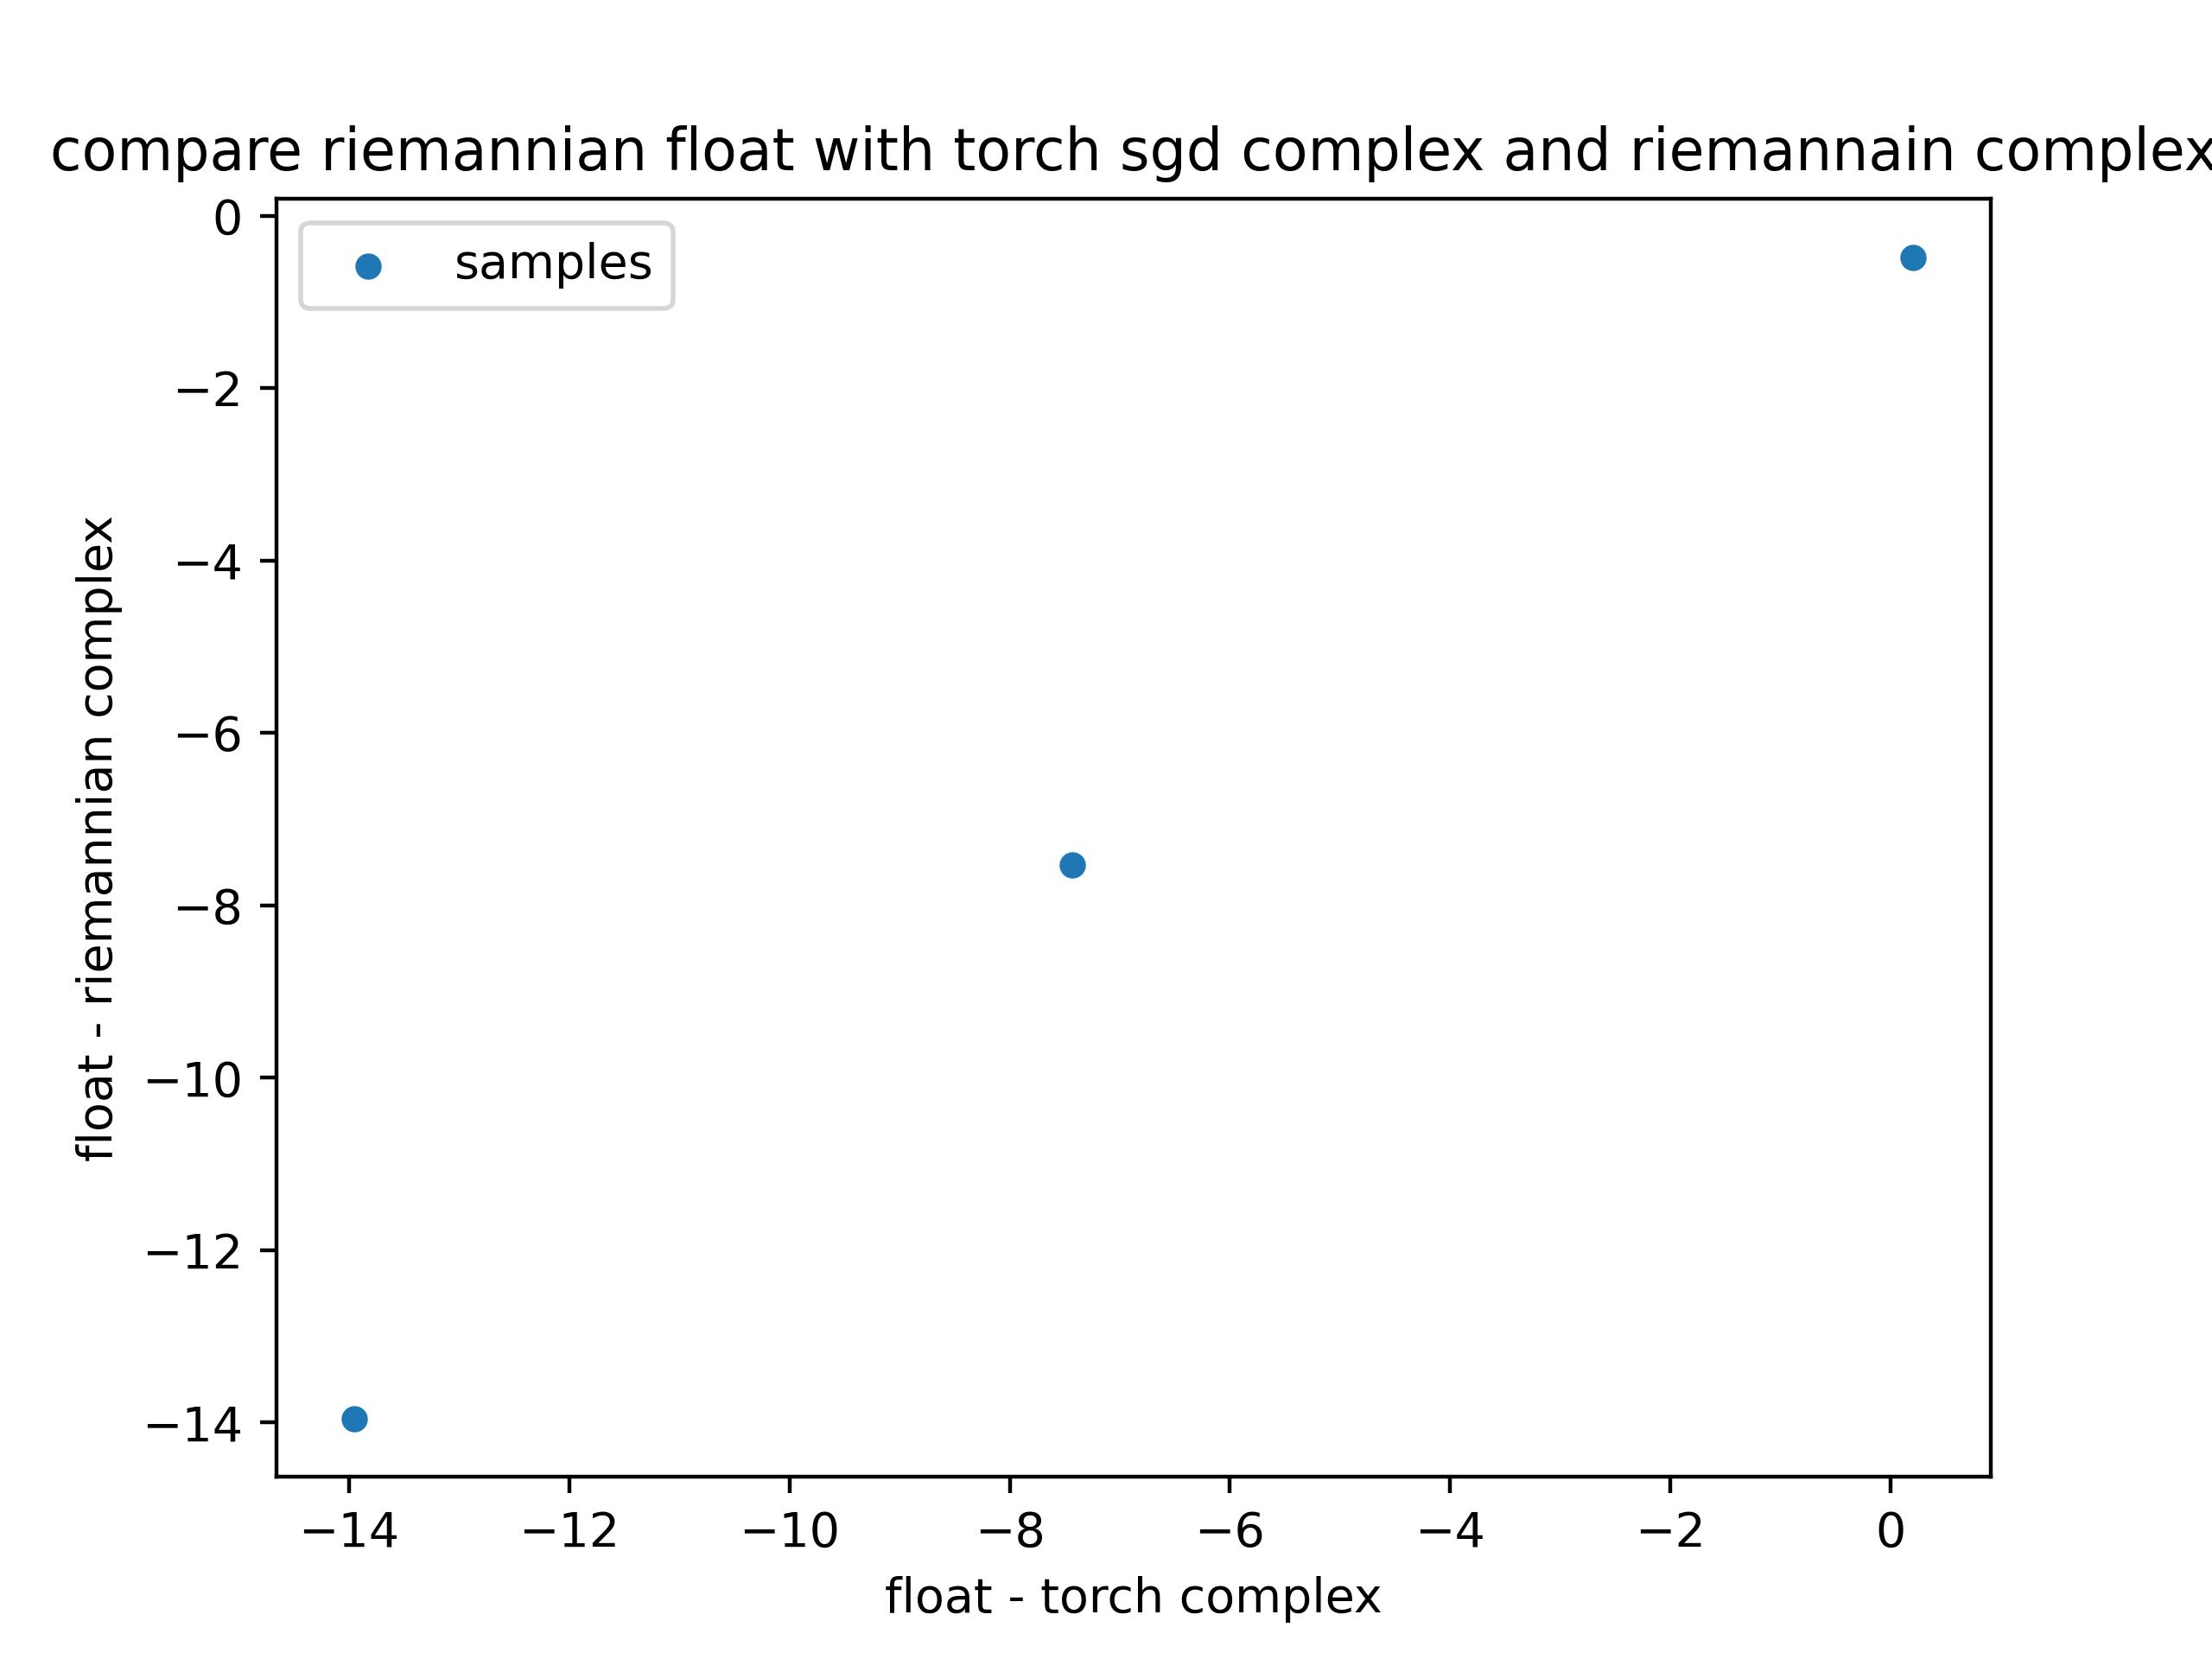 compare riemannian float with torch sgd complex and riemannain complex
samples
0
−2
−4
−6
−8
−10
−12
−14
float - riemannian complex
−14 −12 −10 −8 −6 −4 −2 0
float - torch complex